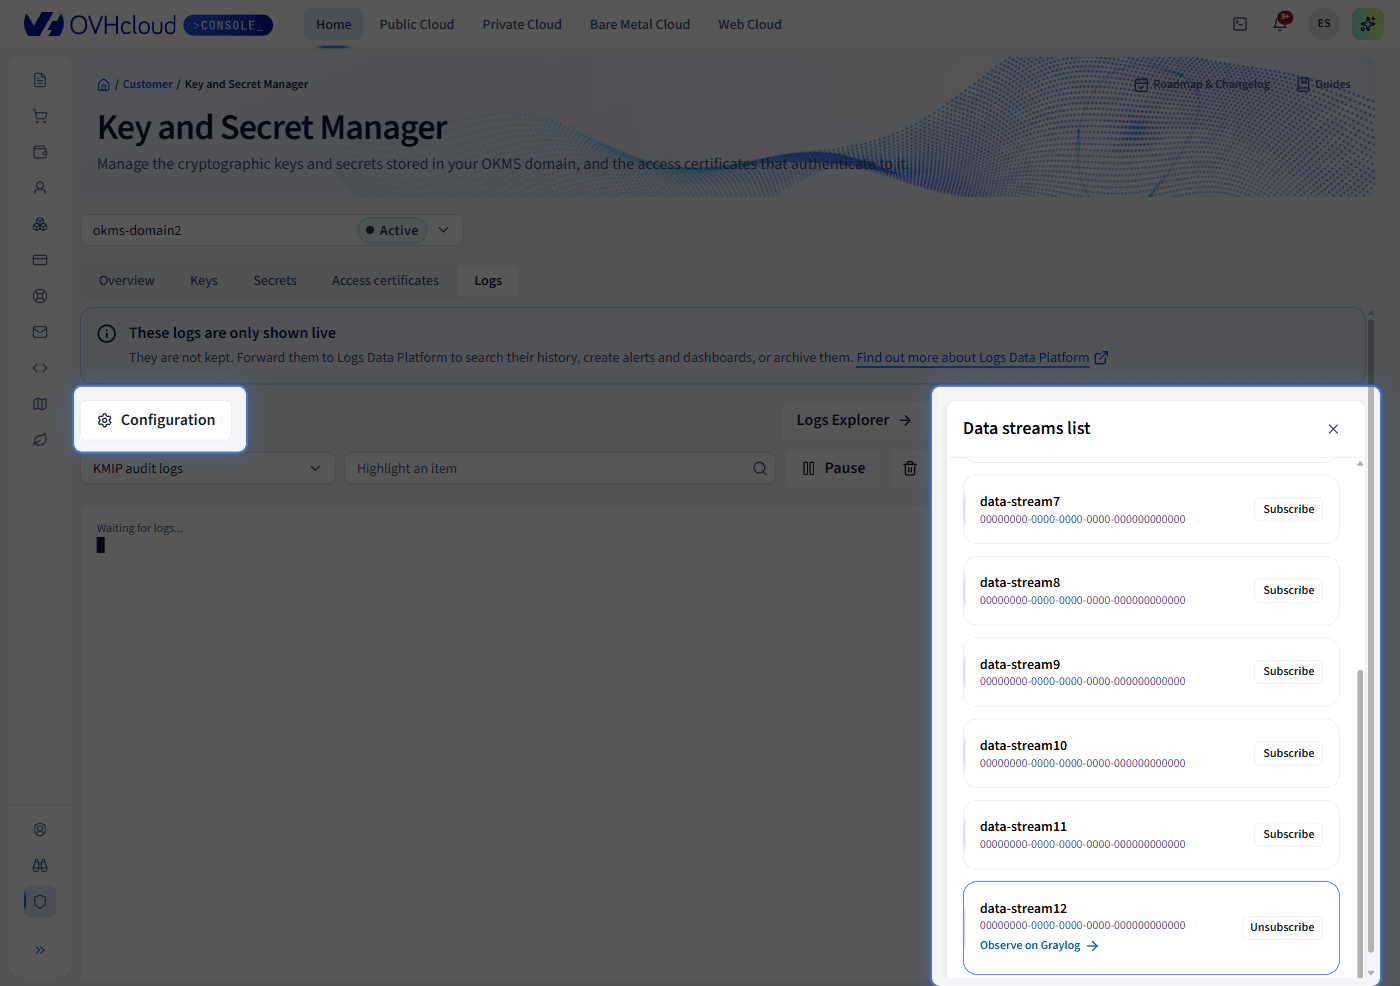 OVHcloud >CONSOLE_
Home
Public Cloud
Private Cloud
Bare Metal Cloud
Web Cloud
9+
ES
/ Customer / Key and Secret Manager
Roadmap & Changelog
Guides
Key and Secret Manager
Manage the cryptographic keys and secrets stored in your OKMS domain, and the access certificates that authenticate to it.
okms-domain2
Active
Overview
Keys
Secrets
Access certificates
Logs
These logs are only shown live
They are not kept. Forward them to Logs Data Platform to search their history, create alerts and dashboards, or archive them. Find out more about Logs Data Platform
Configuration
Logs Explorer
KMIP audit logs
Highlight an item
Pause
Waiting for logs...
Data streams list
data-stream7
00000000-0000-0000-0000-000000000000
Subscribe
data-stream8
00000000-0000-0000-0000-000000000000
Subscribe
data-stream9
00000000-0000-0000-0000-000000000000
Subscribe
data-stream10
00000000-0000-0000-0000-000000000000
Subscribe
data-stream11
00000000-0000-0000-0000-000000000000
Subscribe
data-stream12
00000000-0000-0000-0000-000000000000
Observe on Graylog
Unsubscribe